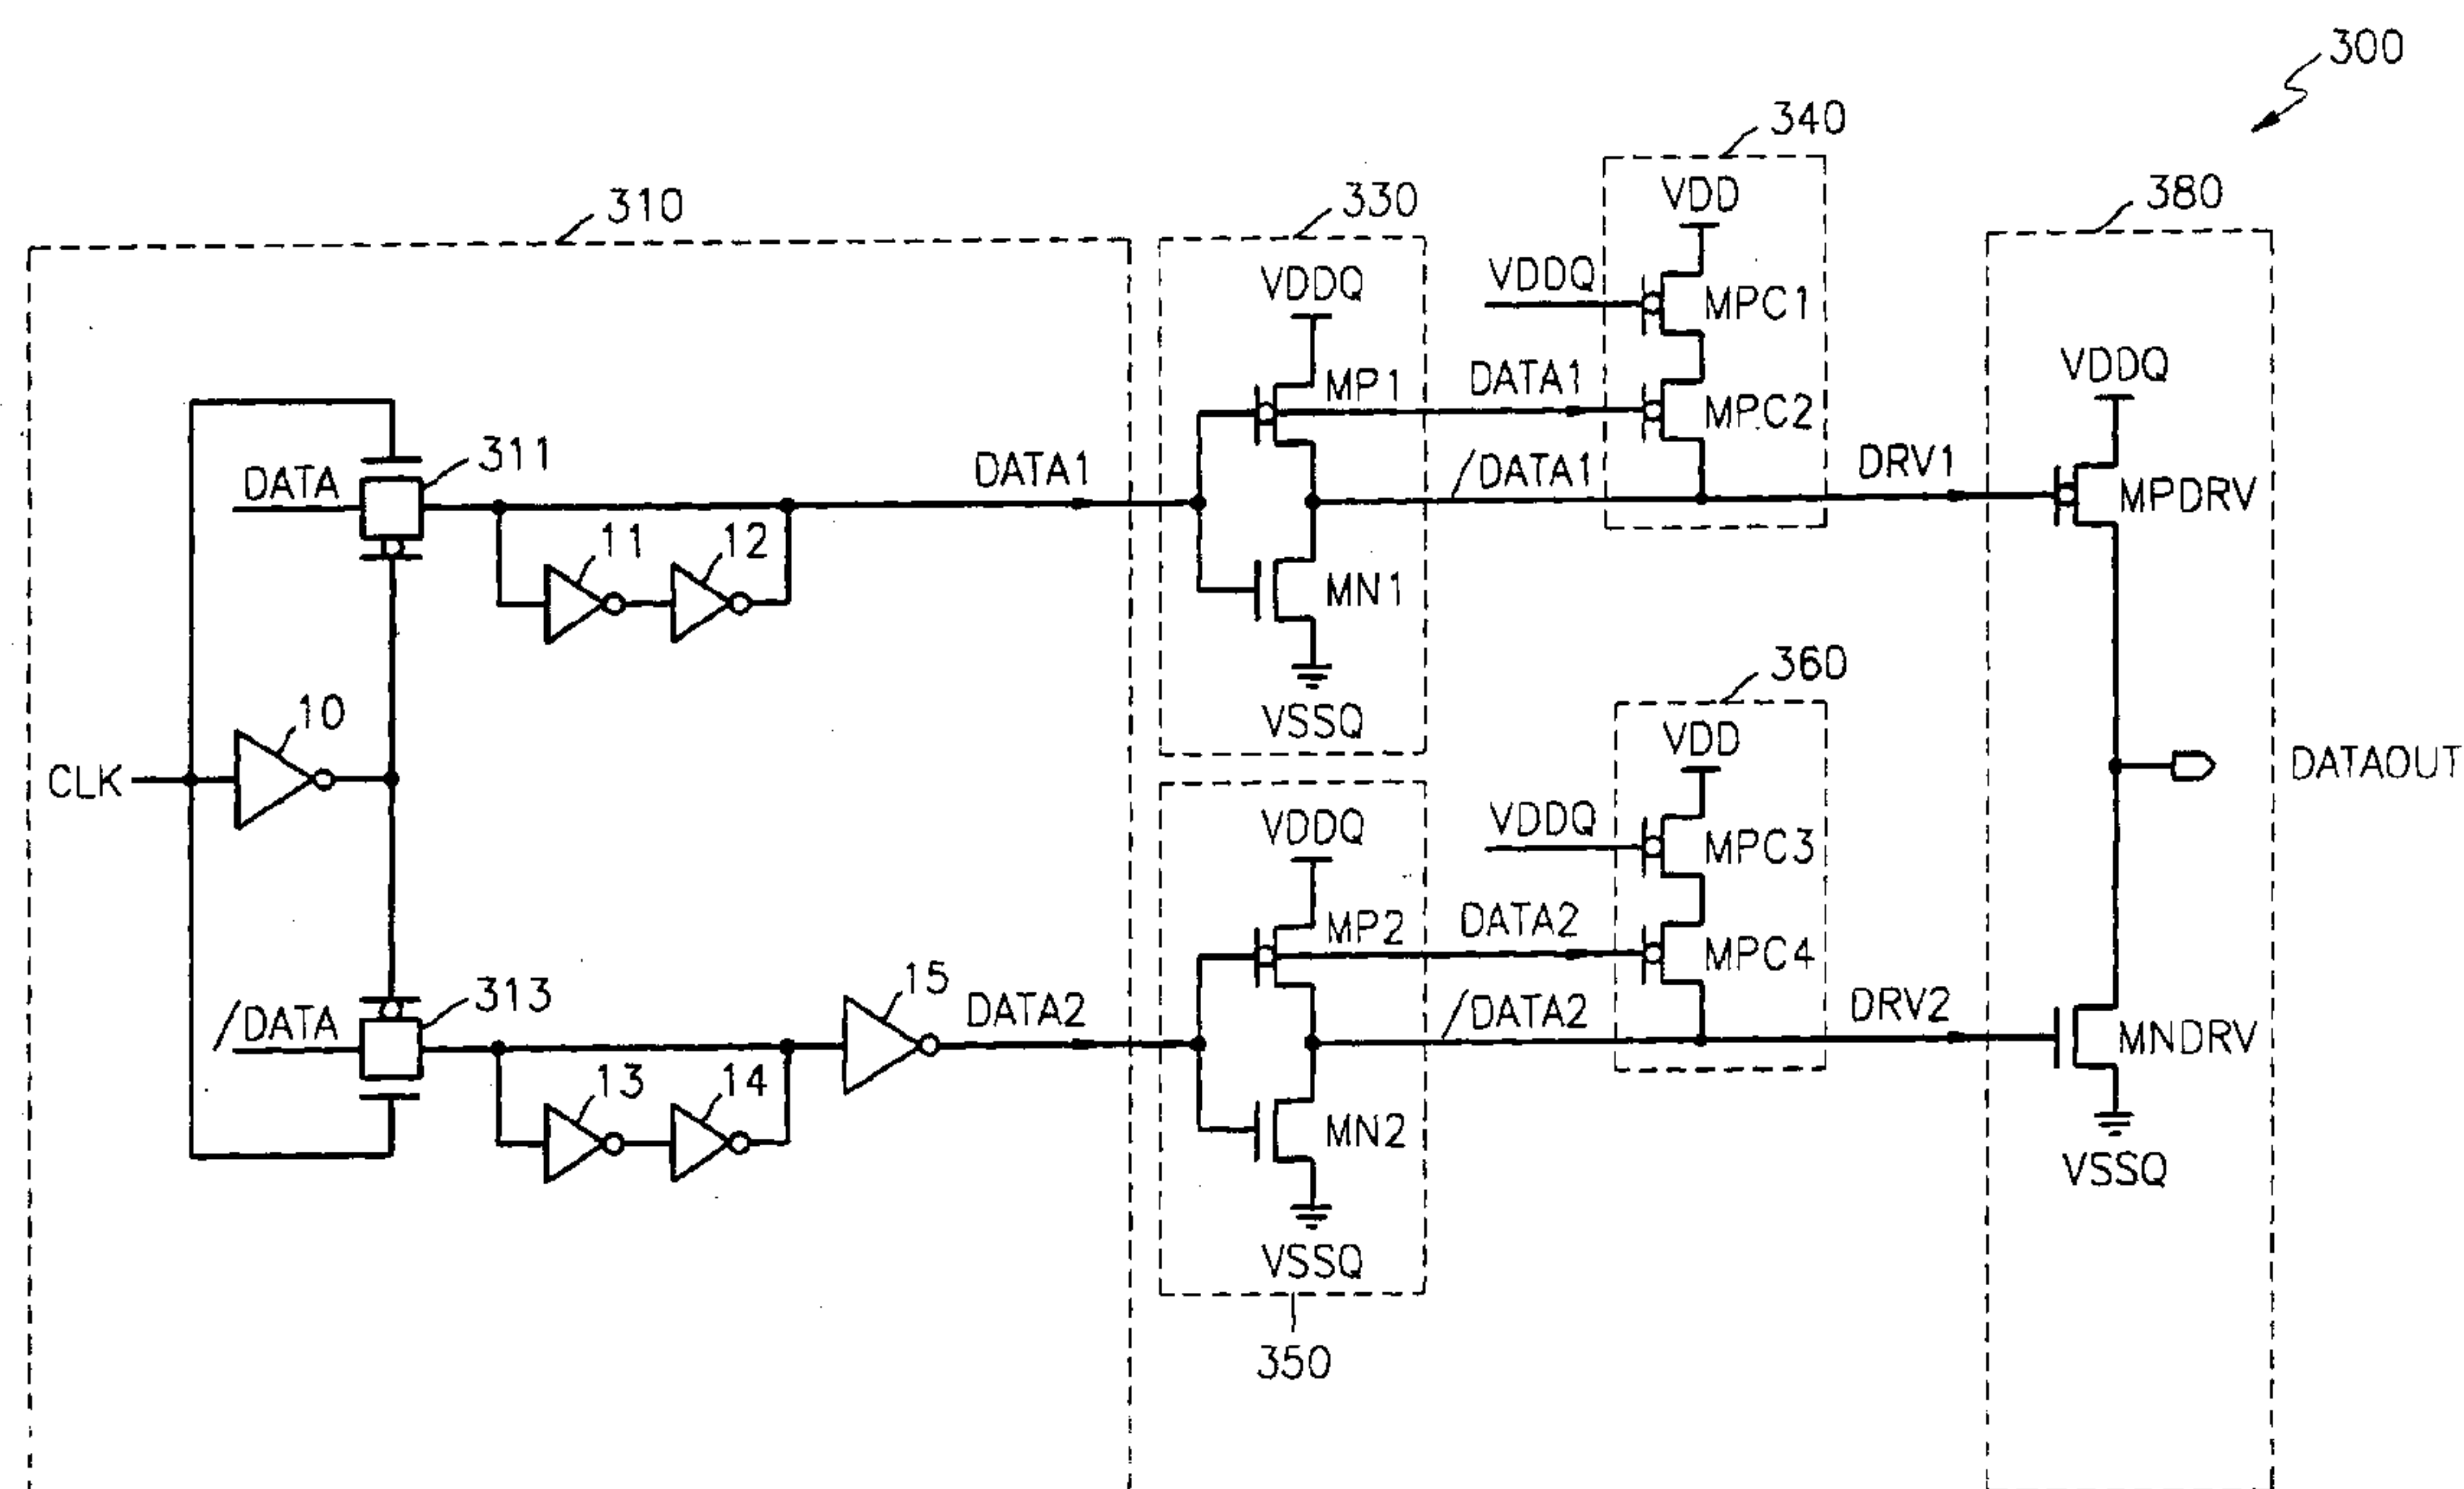 300
340
380
330
310
VDD
VDDQ
VDDQ
MPC1
VDDQ
MP1
DATA1
MPC2
311
DATA
DATA1
/DATA1
DRV1
MPDRV
11
12
MN1
360
10
VSSQ
VDD
CLK
DATAOUT
VDDQ
VDDQ
MPC3
MP2
DATA2
MPC4
15
313
/DATA
DATA2
/DATA2
DRV2
MNDRV
13
14
MN2
VSSQ
VSSQ
350